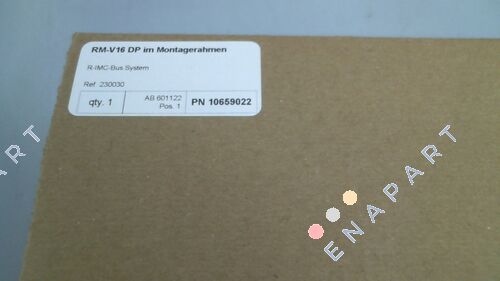 RM-V16 DP im Montagerahmen
R-IMC-Bus System
Ref. 230030
qty. 1
AB 601122
Pos. 1
PN 10659022
ENAPART
ENAPART